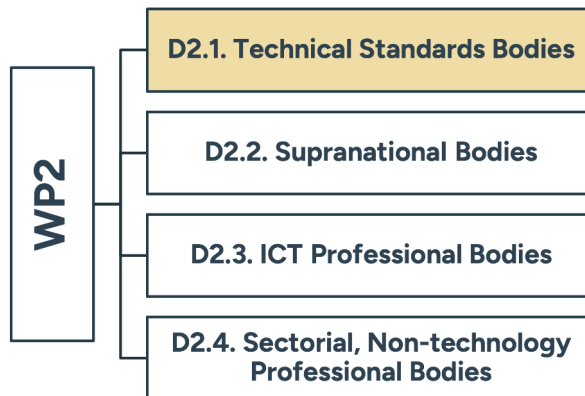 WP2
D2.1. Technical Standards Bodies
D2.2. Supranational Bodies
D2.3. ICT Professional Bodies
D2.4. Sectorial, Non-technology
Professional Bodies